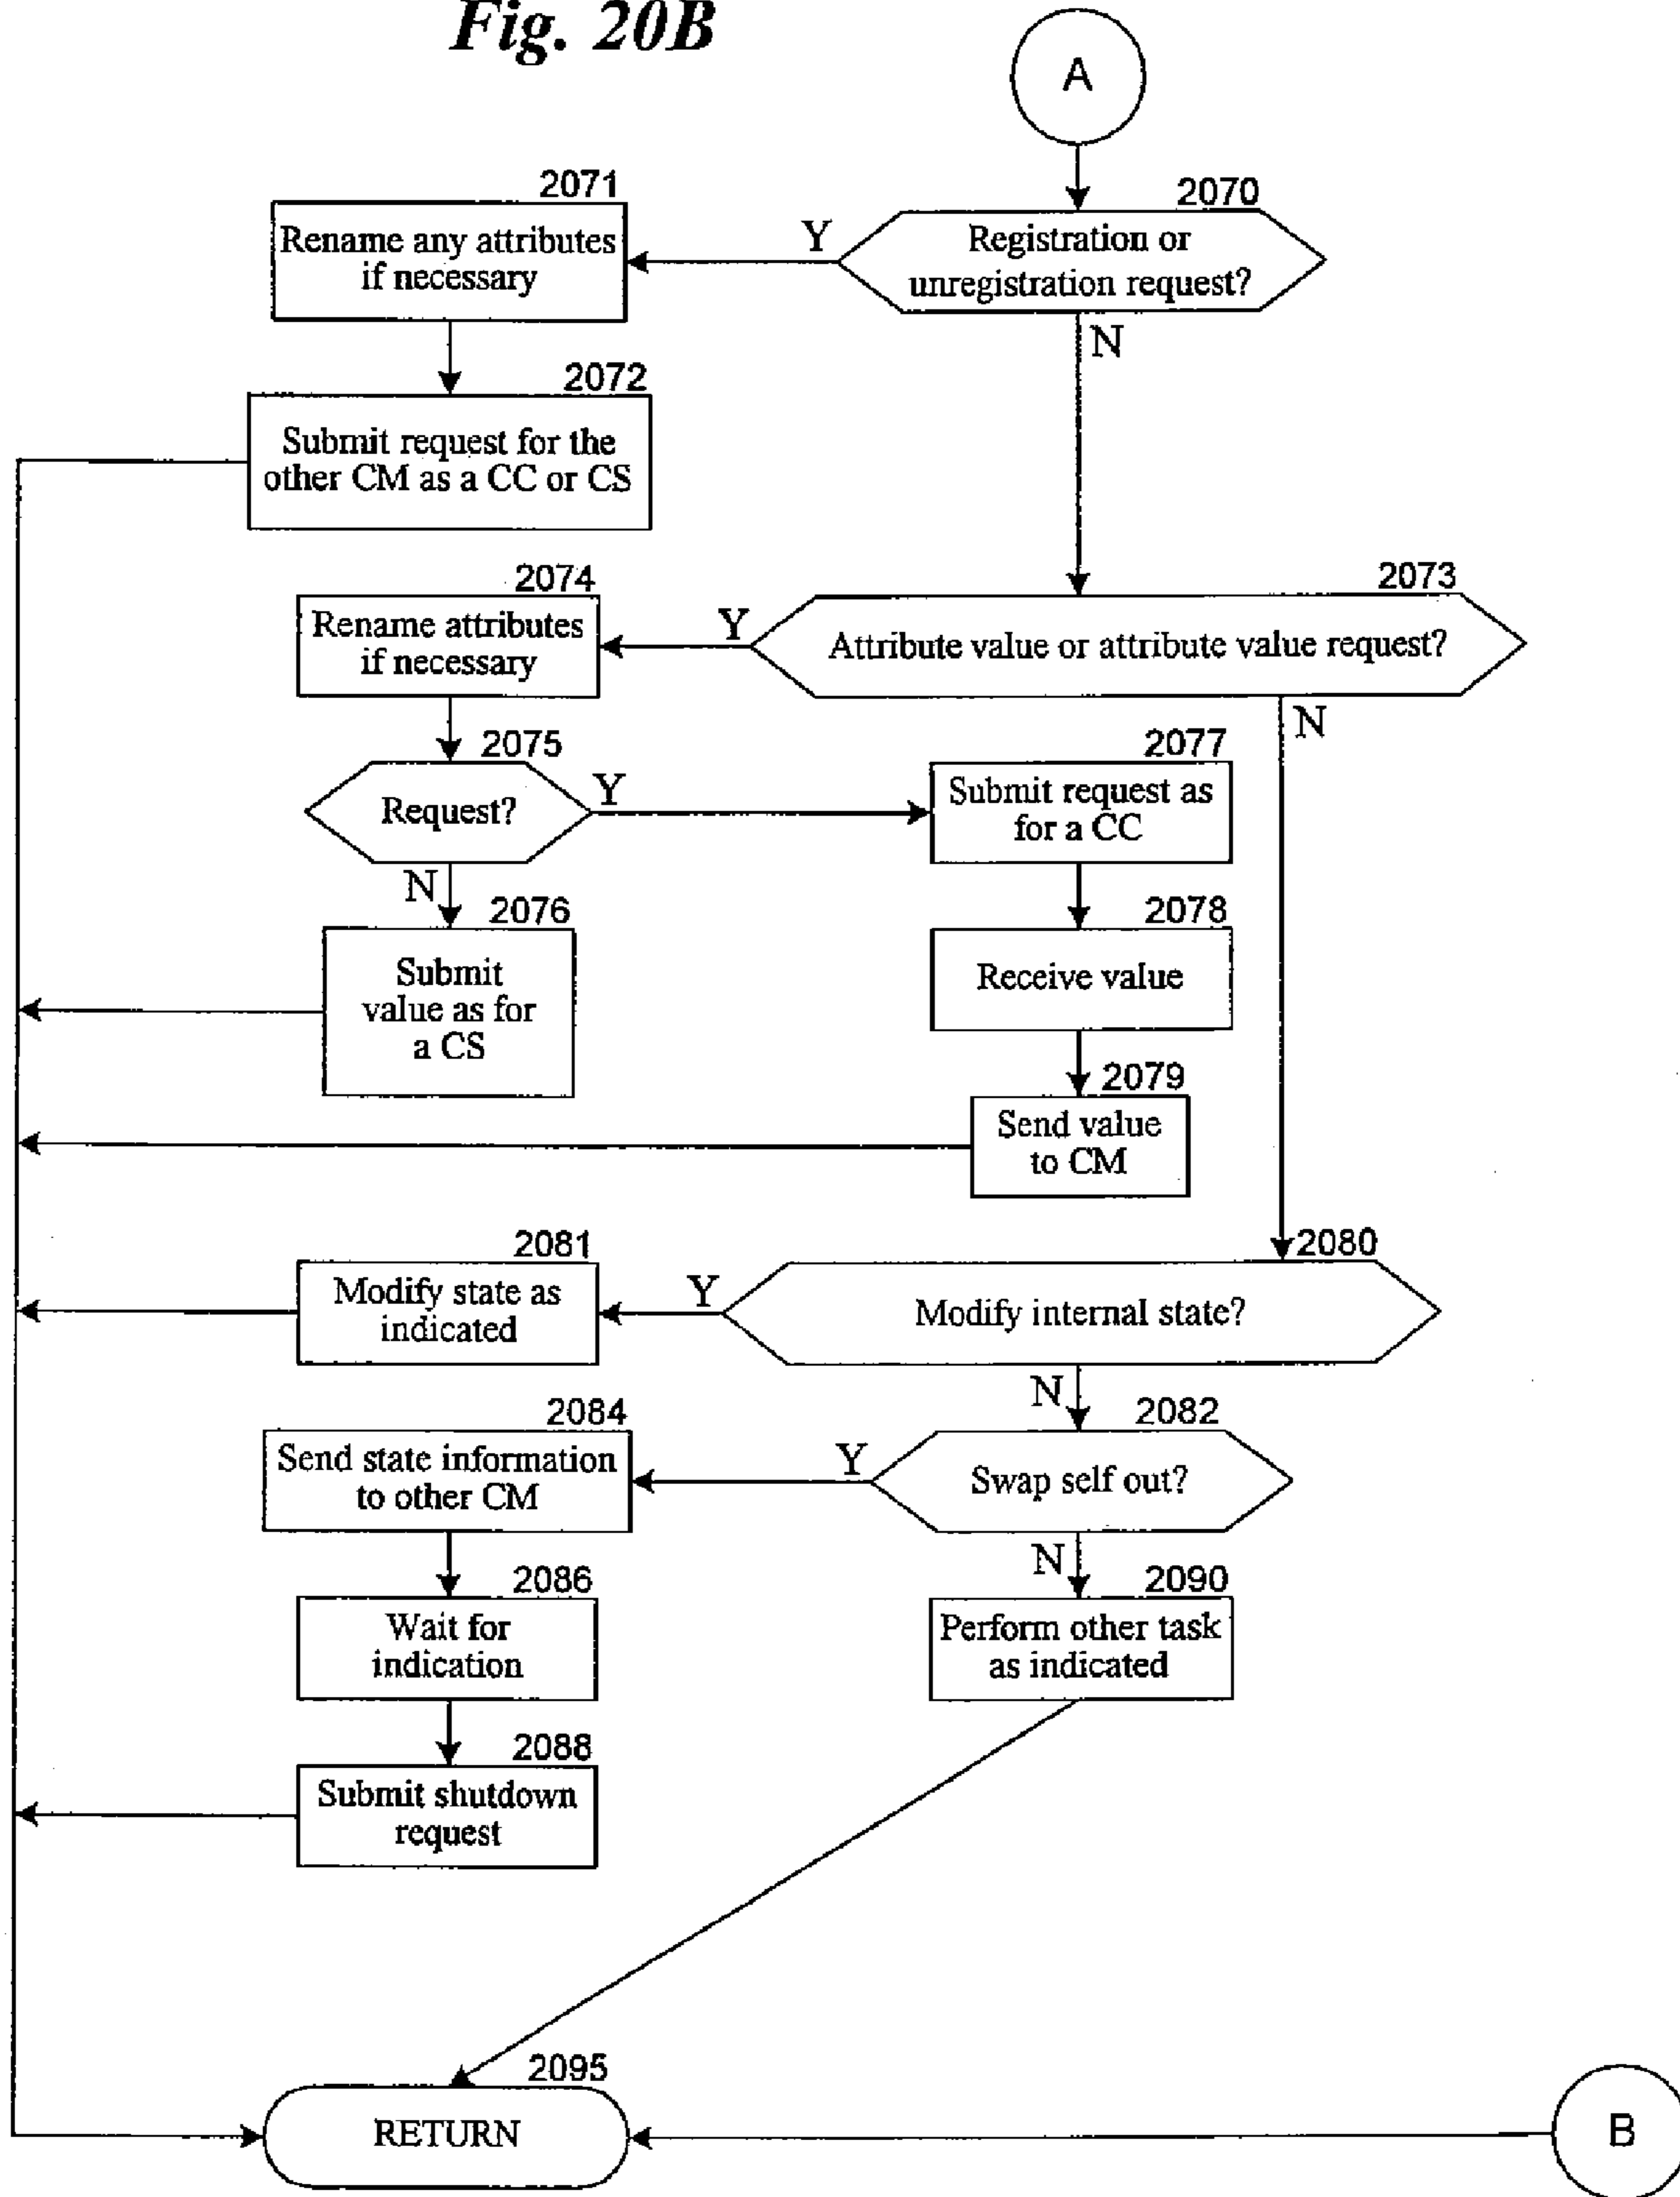 Fig. 20B
A
2070
Registration or
unregistration request?
Y
N
2071
Rename any attributes
if necessary
2072
Submit request for the
other CM as a CC or CS
2073
Attribute value or attribute value request?
Y
N
2074
Rename attributes
if necessary
2075
Request?
Y
N
2076
Submit
value as for
a CS
2077
Submit request as
for a CC
2078
Receive value
2079
Send value
to CM
2080
Modify internal state?
Y
N
2081
Modify state as
indicated
2082
Swap self out?
Y
N
2084
Send state information
to other CM
2086
Wait for
indication
2088
Submit shutdown
request
2090
Perform other task
as indicated
2095
RETURN
B